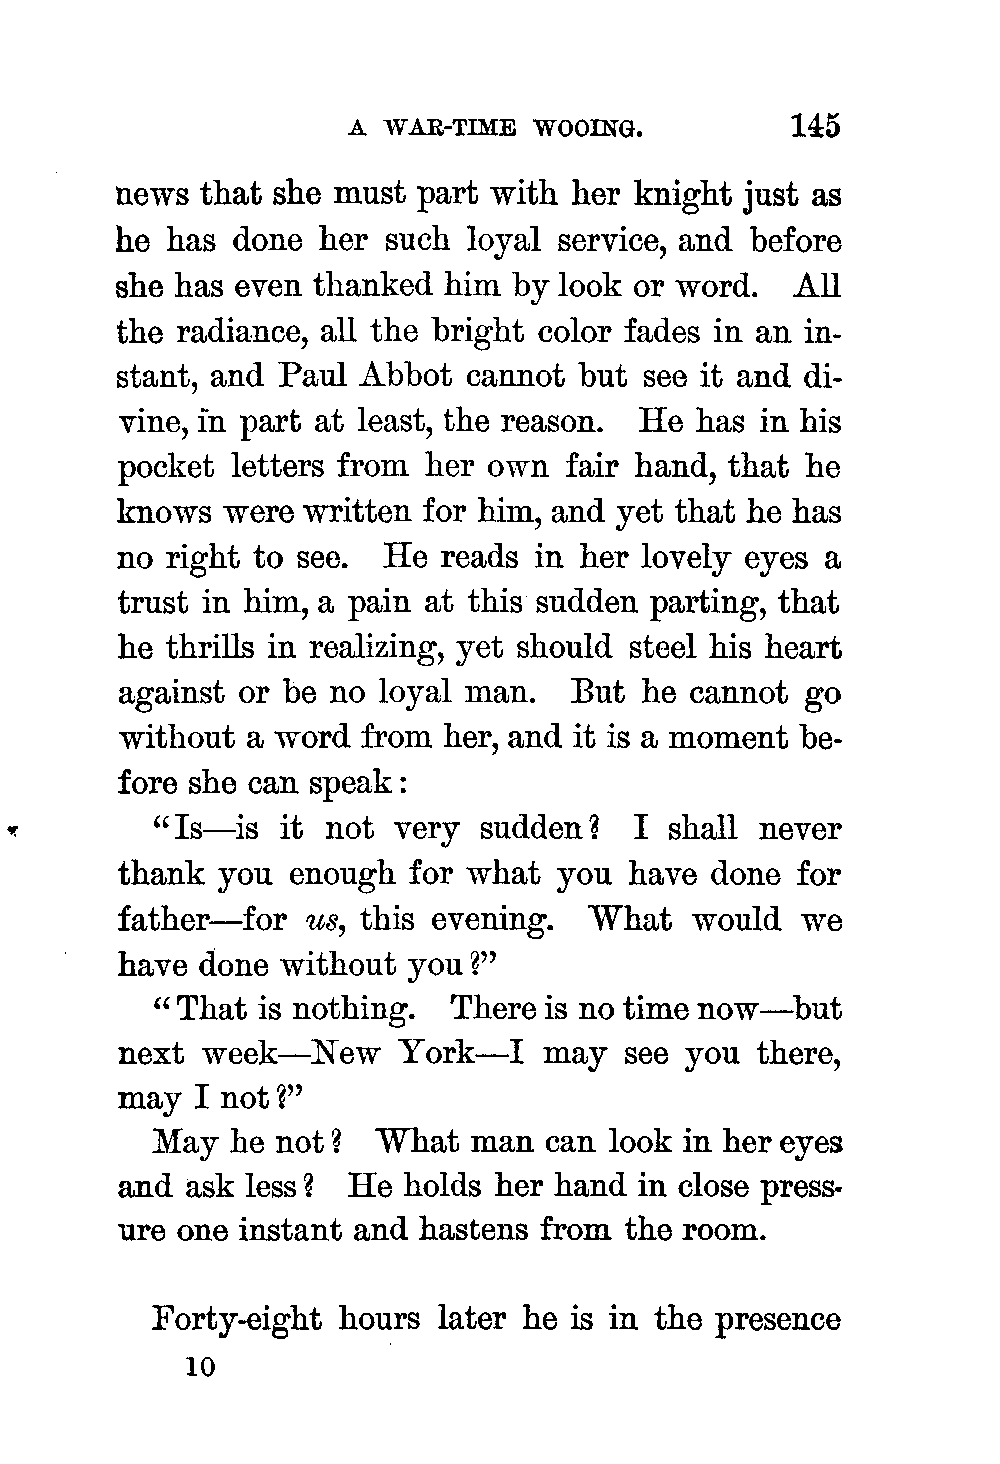 A WAR-TIME WOOING. 145
news that she must part with her knight just as
he has done her such loyal service, and before
she has even thanked him by look or word. All
the radiance, all the bright color fades in an in-
stant, and Paul Abbot cannot but see it and di-
vine, in part at least, the reason. He has in his
pocket letters from her own fair hand, that he
knows were written for him, and yet that he has
no right to see. He reads in her lovely eyes a
trust in him, a pain at this sudden parting, that
he thrills in realizing, yet should steel his heart
against or be no loyal man. But he cannot go
without a word from her, and it is a moment be-
fore she can speak:
“Is—is it not very sudden? I shall never
thank you enough for what you have done for
father—for us, this evening. What would we
have done without you?”
“That is nothing. There is no time now—but
next week—New York—I may see you there,
may I not?”
May he not? What man can look in her eyes
and ask less? He holds her hand in close press-
ure one instant and hastens from the room.
Forty-eight hours later he is in the presence
10